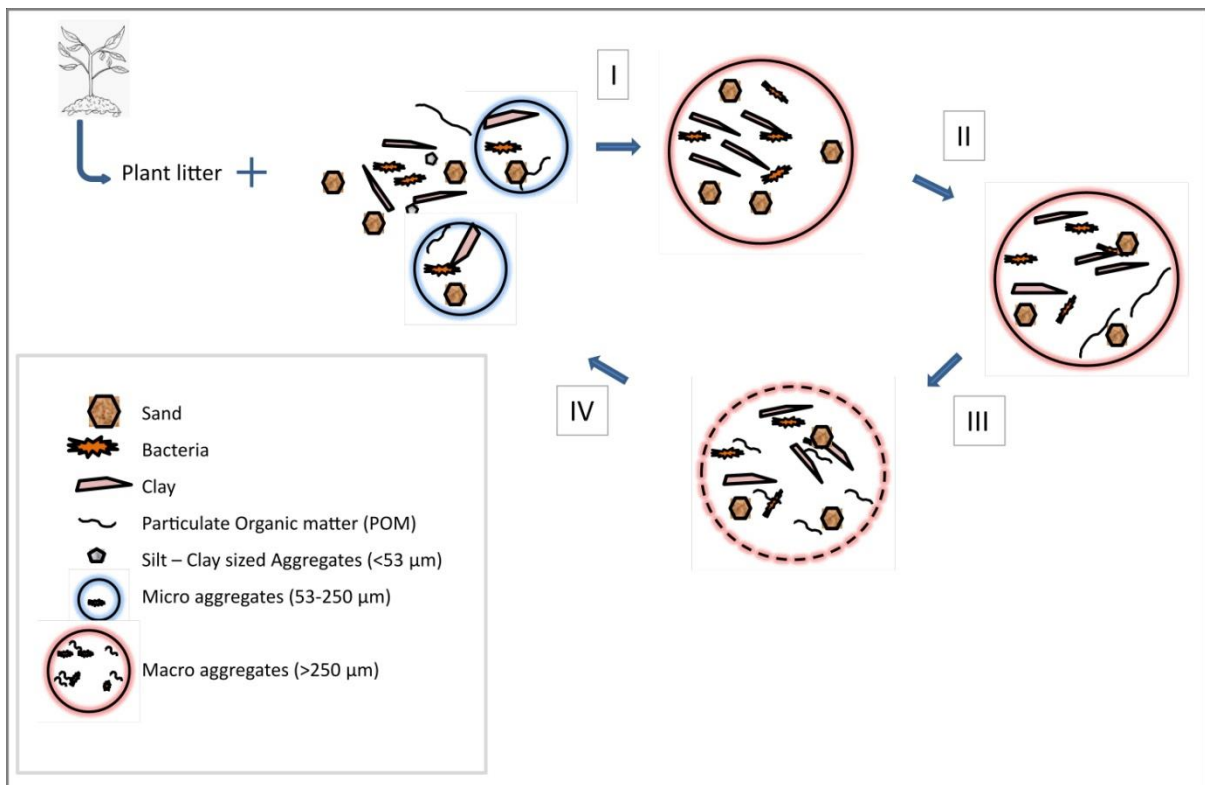 I
II
Plant litter +
IV
III
Sand
Bacteria
Clay
Particulate Organic matter (POM)
Silt – Clay sized Aggregates (<53 µm)
Micro aggregates (53-250 µm)
Macro aggregates (>250 µm)